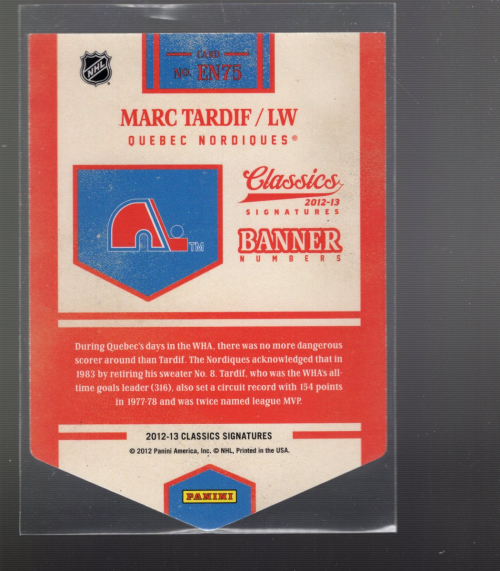 NHL
CARD
NO. EN75
MARC TARDIF / LW
QUEBEC NORDIQUES®
Classics
2012-13
SIGNATURES
BANNER
NUMBERS
TM
During Quebec's days in the WHA, there was no more dangerous
scorer around than Tardif. The Nordiques acknowledged that in
1983 by retiring his sweater No. 8. Tardif, who was the WHA's all-
time goals leader (316), also set a circuit record with 154 points
in 1977-78 and was twice named league MVP.
2012-13 CLASSICS SIGNATURES
© 2012 Panini America, Inc. © NHL, Printed in the USA.
PANINI